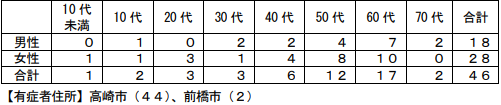 10代未満 10代 20代 30代 40代 50代 60代 70代 合計
男性 0 1 0 2 2 4 7 2 18
女性 1 1 3 1 4 8 10 0 28
合計 1 2 3 3 6 12 17 2 46
【有症者住所】高崎市（４４）、前橋市（２）